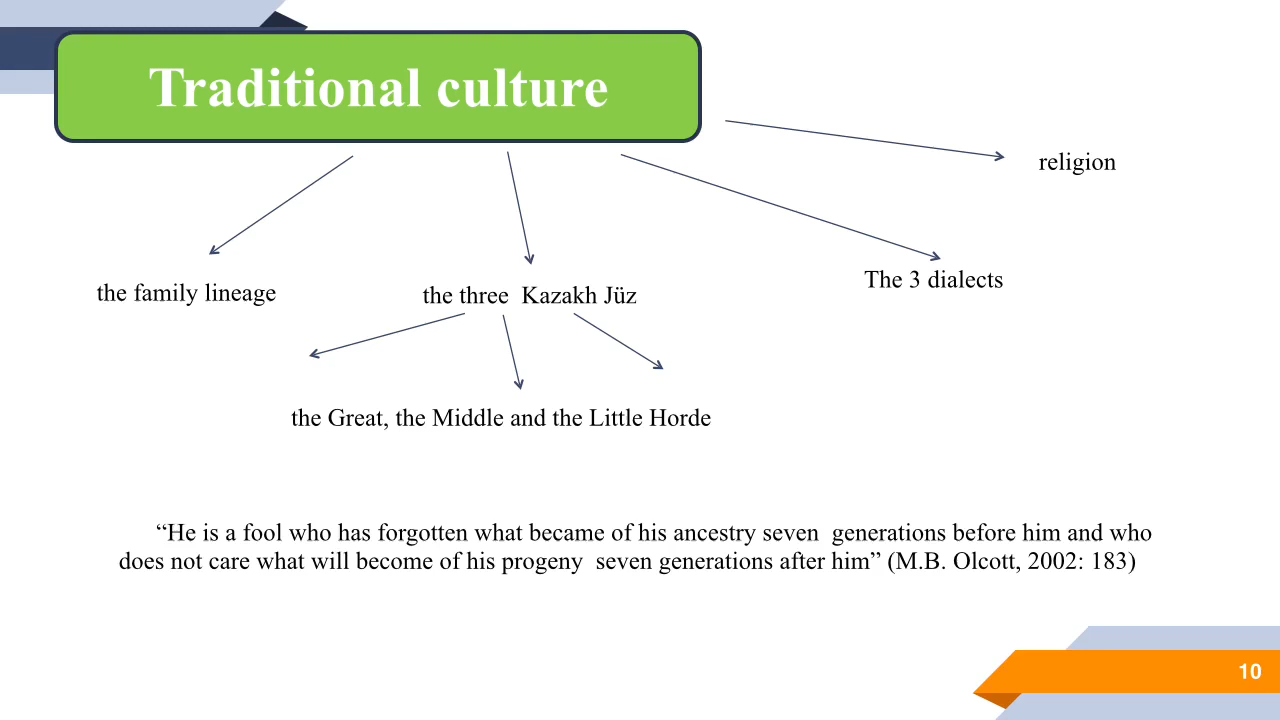 Traditional culture
religion
the family lineage
the three  Kazakh Jüz
The 3 dialects
the Great, the Middle and the Little Horde
“He is a fool who has forgotten what became of his ancestry seven  generations before him and who
does not care what will become of his progeny  seven generations after him” (M.B. Olcott, 2002: 183)
10